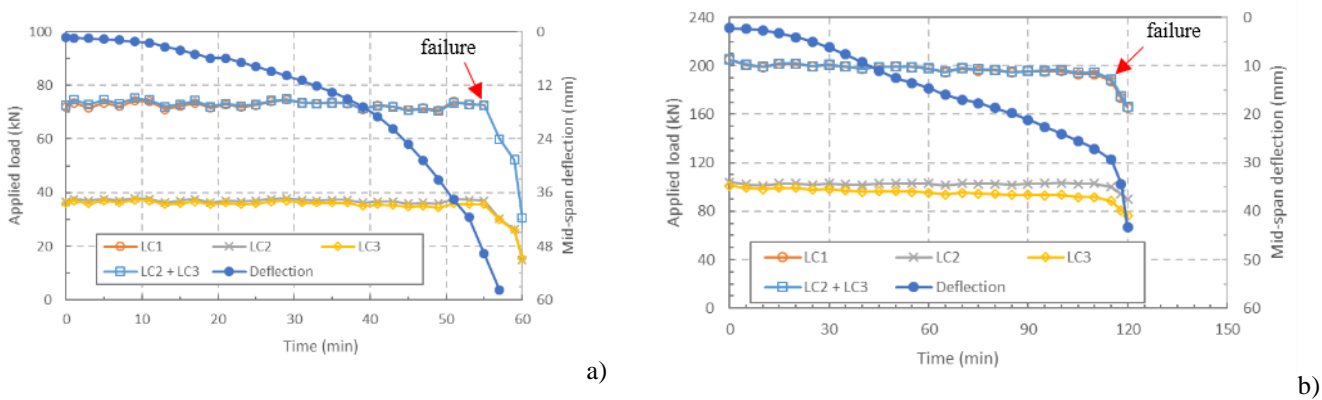 100
80
60
40
20
0
Applied load (kN)
0
12
24
36
48
60
Mid-span deflection (mm)
failure
LC1
LC2
LC3
LC2 + LC3
Deflection
0
10
20
30
40
50
60
Time (min)
a)
240
200
160
120
80
40
0
Applied load (kN)
0
10
20
30
40
50
60
Mid-span deflection (mm)
failure
LC1
LC2
LC3
LC2 + LC3
Deflection
0
30
60
90
120
150
Time (min)
b)